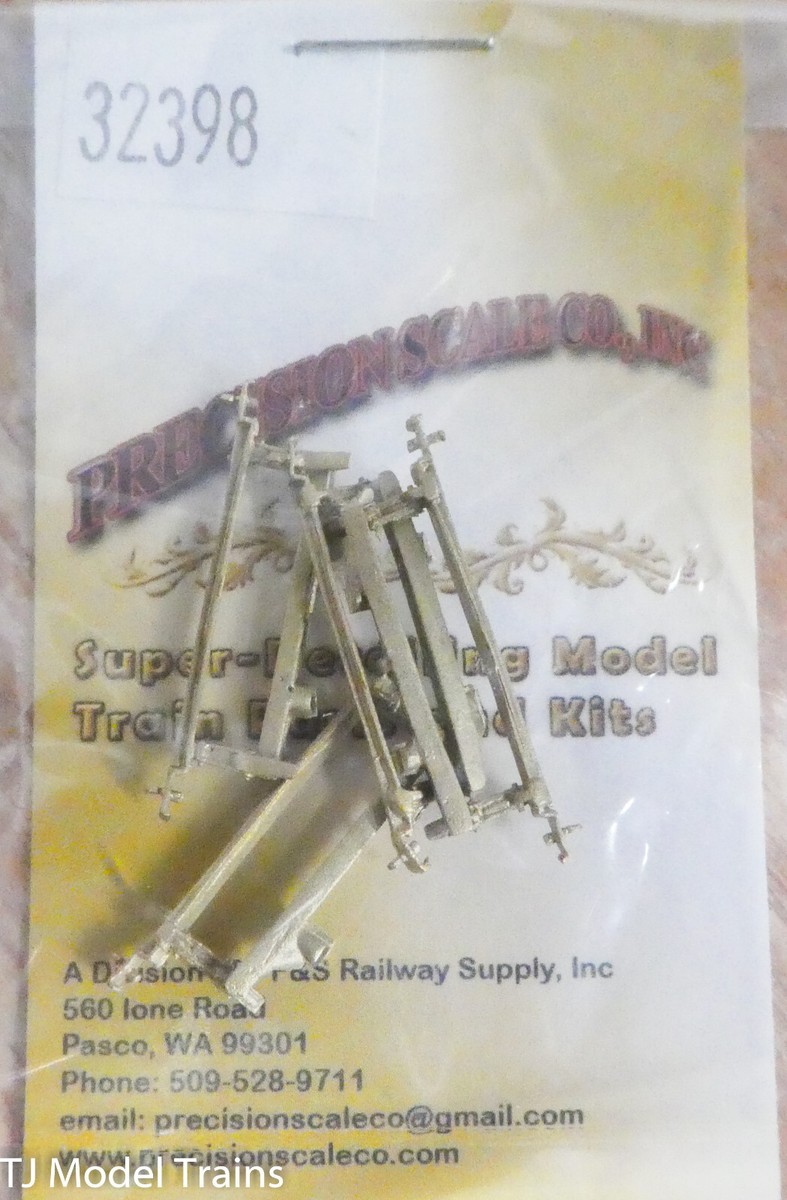 32398
PRECISION SCALE CO., INC
Super-Detailing Model
Train Parts and Kits
A Division of F&S Railway Supply, Inc
560 Ione Road
Pasco, WA 99301
Phone: 509-528-9711
email: precisionscaleco@gmail.com
www.precisionscaleco.com
TJ Model Trains